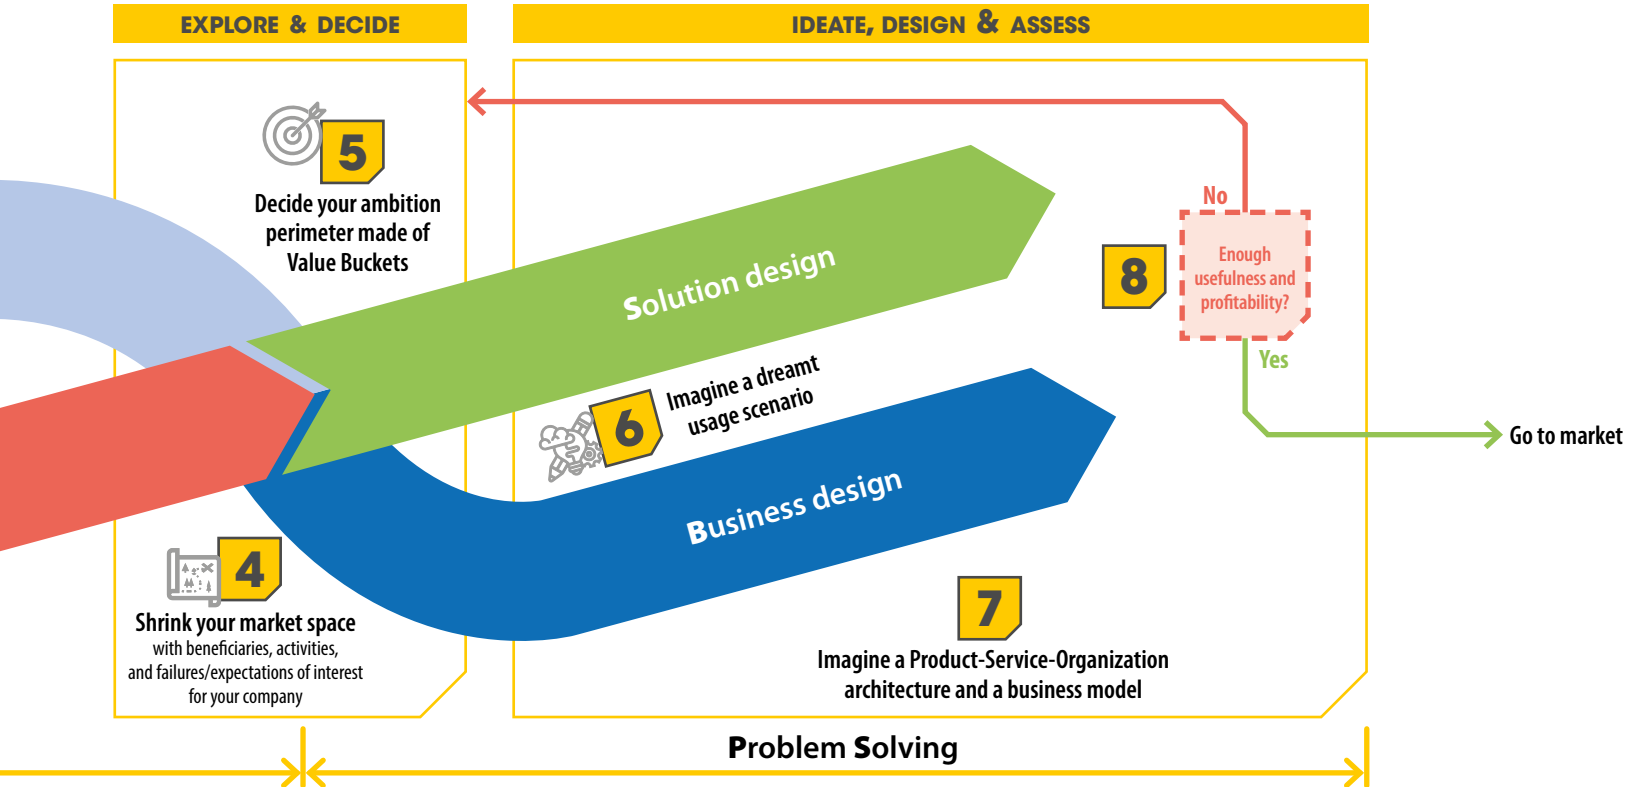 EXPLORE & DECIDE
IDEATE, DESIGN & ASSESS
5
Decide your ambition
perimeter made of
Value Buckets
Solution design
No
8
Enough
usefulness and
profitability?
Yes
6
Imagine a dreamt
usage scenario
Go to market
Business design
4
Shrink your market space
with beneficiaries, activities,
and failures/expectations of interest
for your company
7
Imagine a Product-Service-Organization
architecture and a business model
Problem Solving